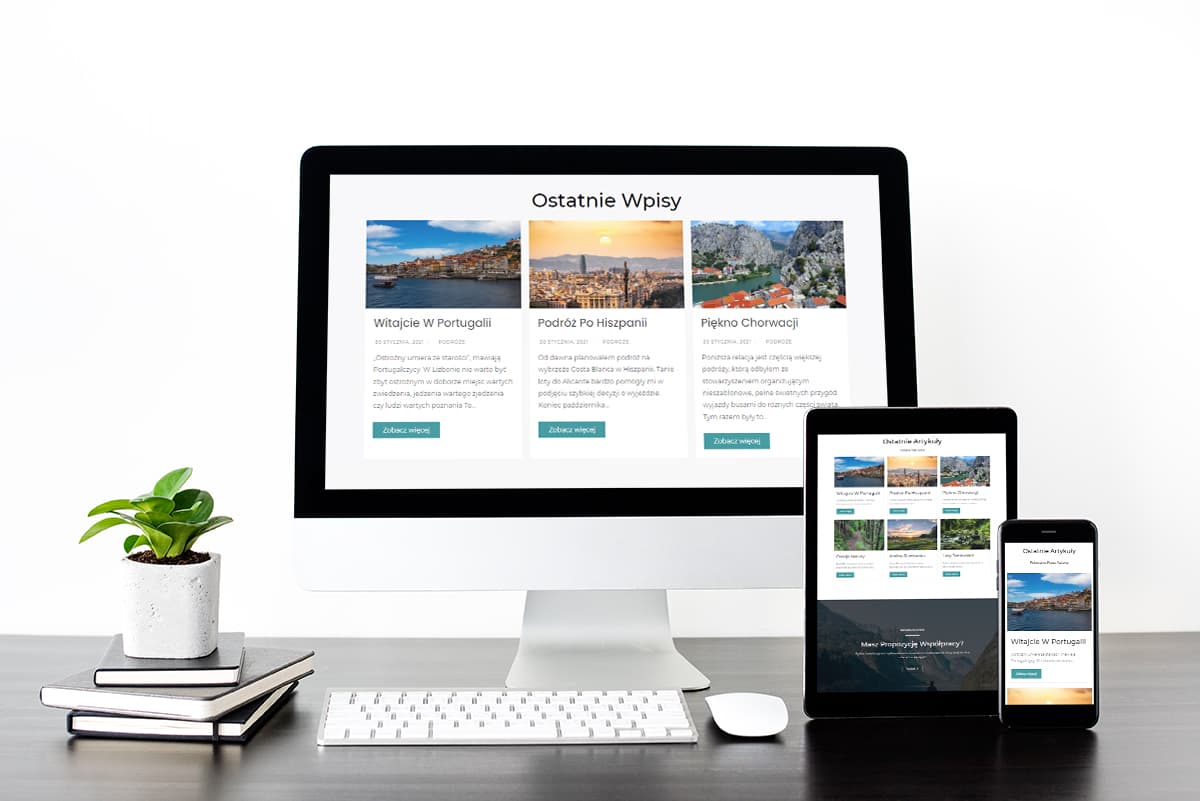 Ostatnie Wpisy
Witajcie W Portugalii
30 STYCZNIA, 2021
PODRÓŻE
„Ostrożny umiera ze starości”, mawiają
Portugalczycy. W Lizbonie nie warto być
zbyt ostrożnym w doborze miejsc wartych
zwiedzenia, jedzenia wartego zjedzenia
czy ludzi wartych poznania To...
Zobacz więcej
Podróż Po Hiszpanii
30 STYCZNIA, 2021
PODRÓŻE
Od dawna planowałem podróż na
wybrzeże Costa Blanca w Hiszpanii. Tanie
loty do Alicante bardzo pomogły mi w
podjęciu szybkiej decyzji o wyjeździe.
Koniec października...
Zobacz więcej
Piękno Chorwacji
30 STYCZNIA, 2021
PODRÓŻE
Poniższa relacja jest częścią większej
podróży, którą odbyłem ze
stowarzyszeniem organizującym
nieszablonowe, pełne świetnych przygód
wyjazdy busami do różnych części świata.
Tym razem były to...
Zobacz więcej
Ostatnie Artykuły
Witajcie W Portugalii
Podróż Po Hiszpanii
Piękno Chorwacji
Masz Propozycję Współpracy?
Ostatnie Artykuły
Witajcie W Portugalii
Zobacz więcej